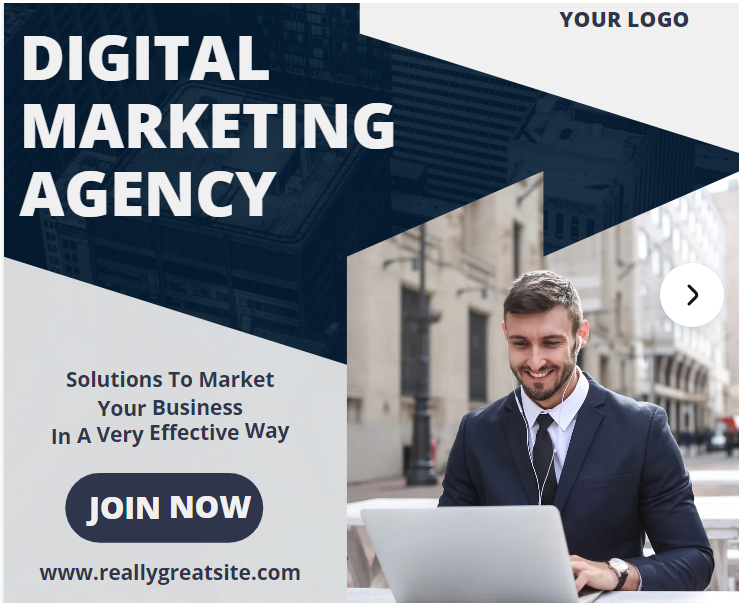 YOUR LOGO
DIGITAL
MARKETING
AGENCY
Solutions To Market
Your Business
In A Very Effective Way
JOIN NOW
www.reallygreatsite.com